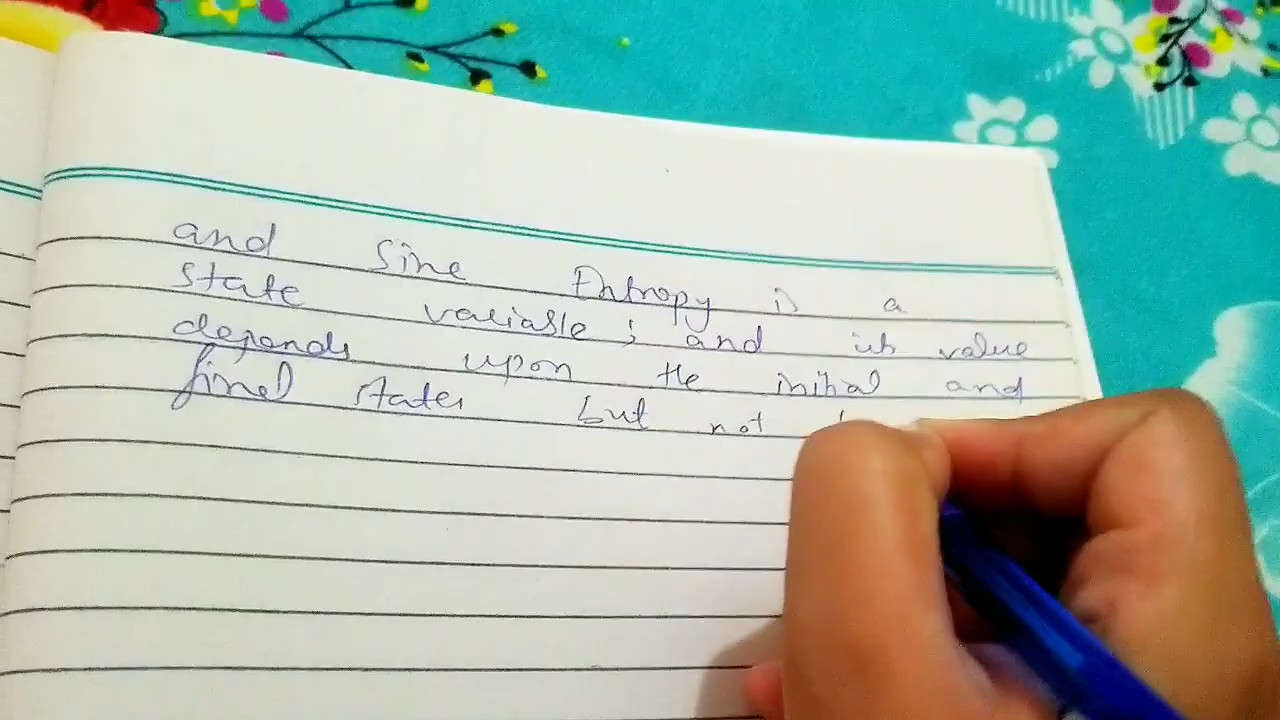 and Sine Entropy is a
state variable; and its value
depends upon the initial and
final states but not